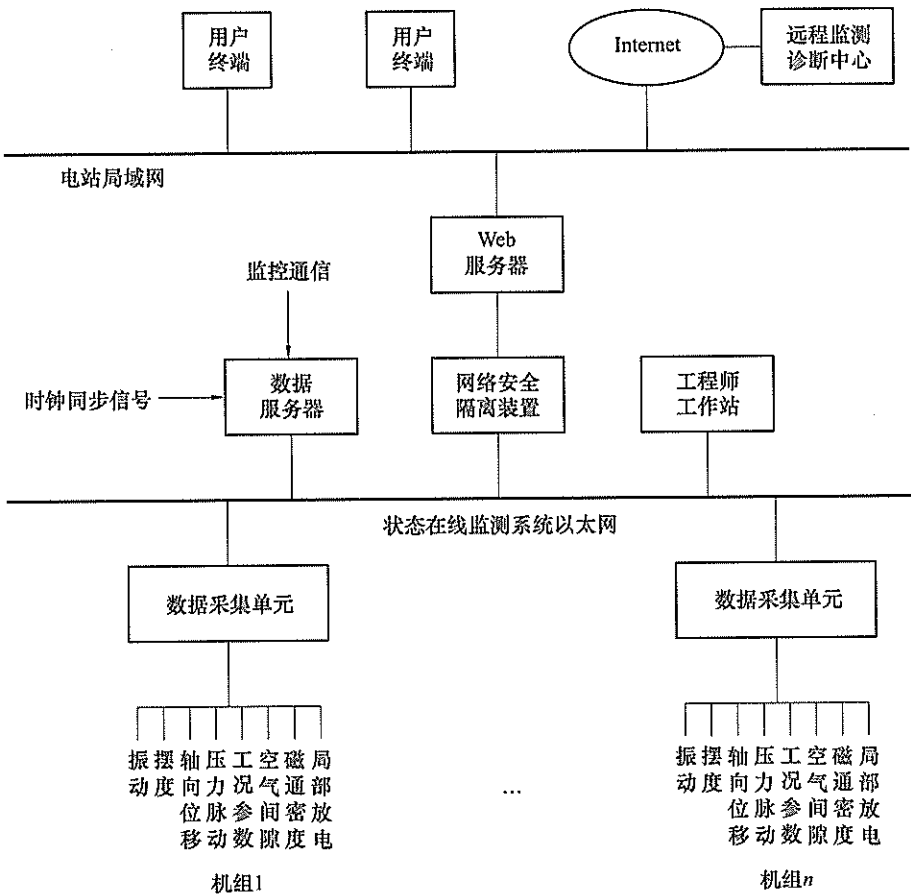 用户
终端
用户
终端
Internet
远程监测
诊断中心
电站局域网
Web
服务器
监控通信
时钟同步信号
数据
服务器
网络安全
隔离装置
工程师
工作站
状态在线监测系统以太网
数据采集单元
数据采集单元
振动
摆度
轴向位移
压力脉动
工况参数
空气间隙
磁通密度
局部放电
...
振动
摆度
轴向位移
压力脉动
工况参数
空气间隙
磁通密度
局部放电
机组1
机组n